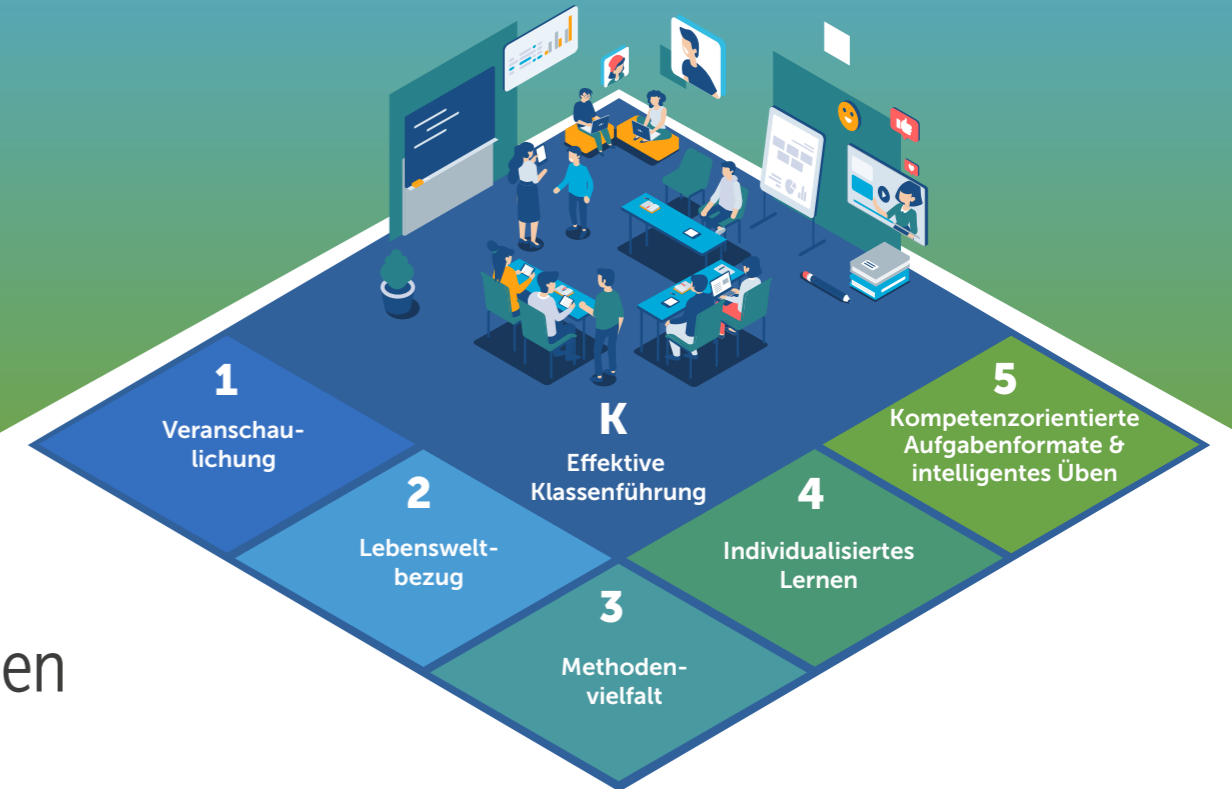 1
Veranschau-
lichung
2
Lebenswelt-
bezug
K
Effektive
Klassenführung
3
Methoden-
vielfalt
4
Individualisiertes
Lernen
5
Kompetenzorientierte
Aufgabenformate &
intelligentes Üben
en